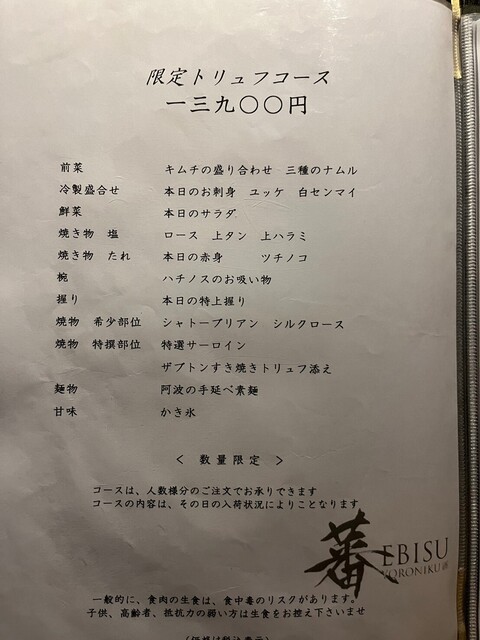 限定トリュフコース
一三九〇〇円
前菜 キムチの盛り合わせ 三種のナムル
冷製盛合せ 本日のお刺身 ユッケ 白センマイ
鮮菜 本日のサラダ
焼き物 塩 ロース 上タン 上ハラミ
焼き物 たれ 本日の赤身 ツチノコ
椀 ハチノスのお吸い物
握り 本日の特上握り
焼物 希少部位 シャトーブリアン シルクロース
焼物 特撰部位 特選サーロイン
ザブトンすき焼きトリュフ添え
麺物 阿波の手延べ素麺
甘味 かき氷
< 数量限定 >
コースは、人数様分のご注文でお承りできます
コースの内容は、その日の入荷状況によりことなります
蕃 EBISU
YORONIKU
一般的に、食肉の生食は、食中毒のリスクがあります。
子供、高齢者、抵抗力の弱い方は生食をお控え下さいませ
(価格は税込表示)